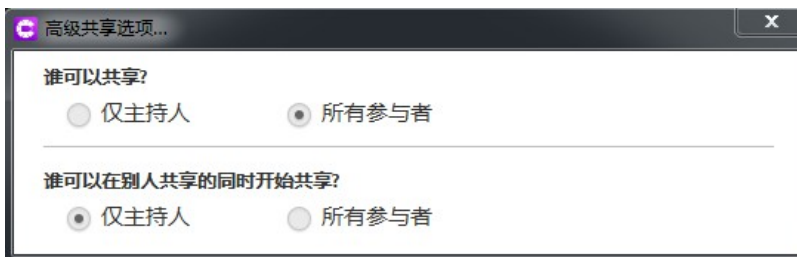 高级共享选项...
谁可以共享?
仅主持人 所有参与者
谁可以在别人共享的同时开始共享?
仅主持人 所有参与者